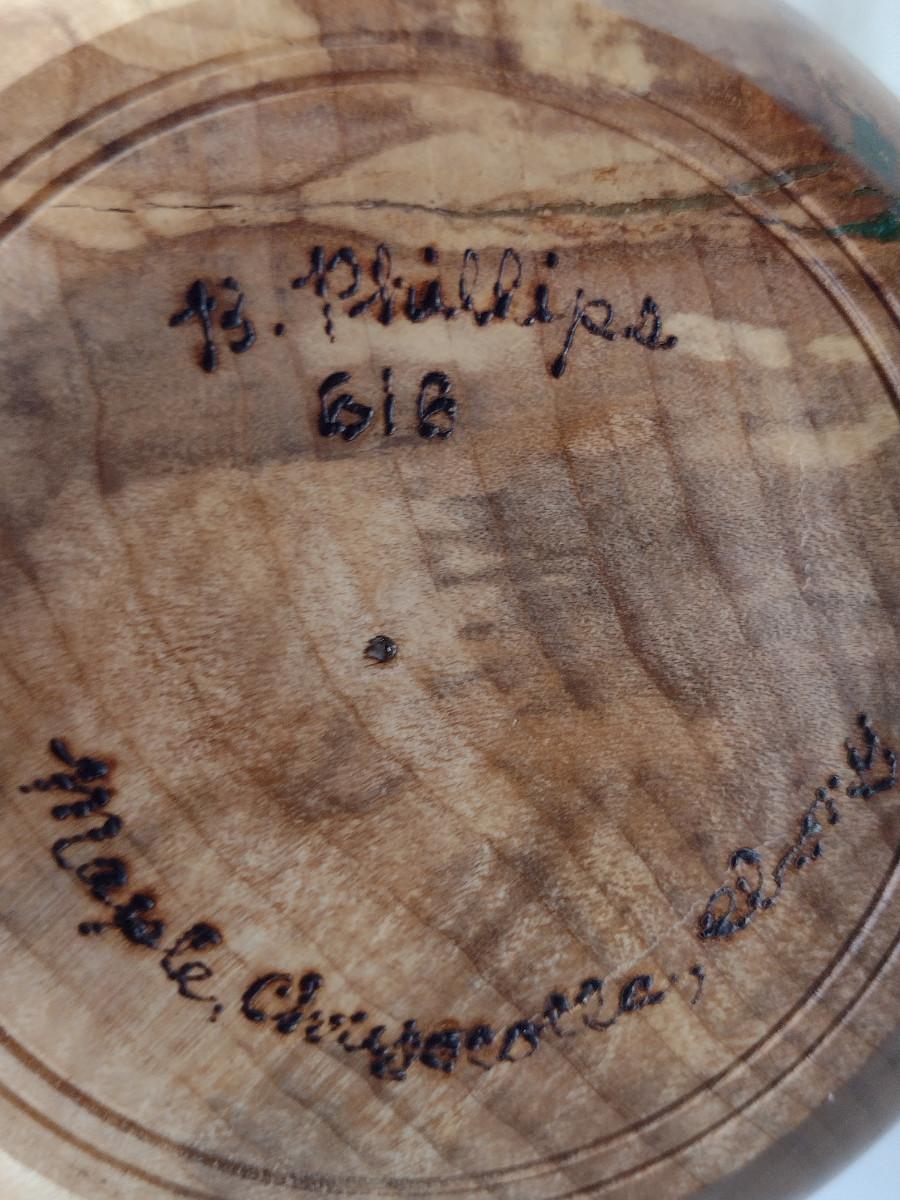 B. Phillips
618
Maple, Chrysocolla,